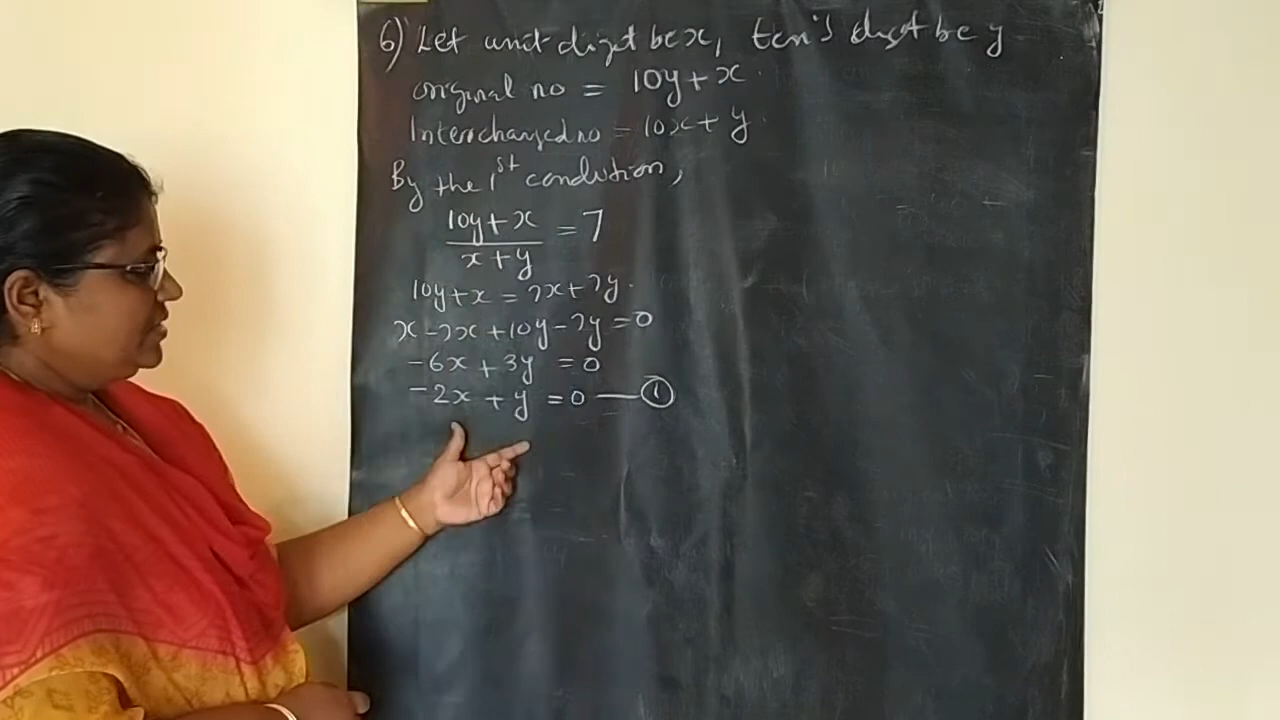 6) Let unit digit be x, ten's digit be y
original no = 10y + x.
Interchanged no = 10x + y.
By the 1st condition,
10y + x
x + y
= 7
10y + x = 7x + 7y.
x - 7x + 10y - 7y = 0
-6x + 3y = 0
-2x + y = 0 — ①